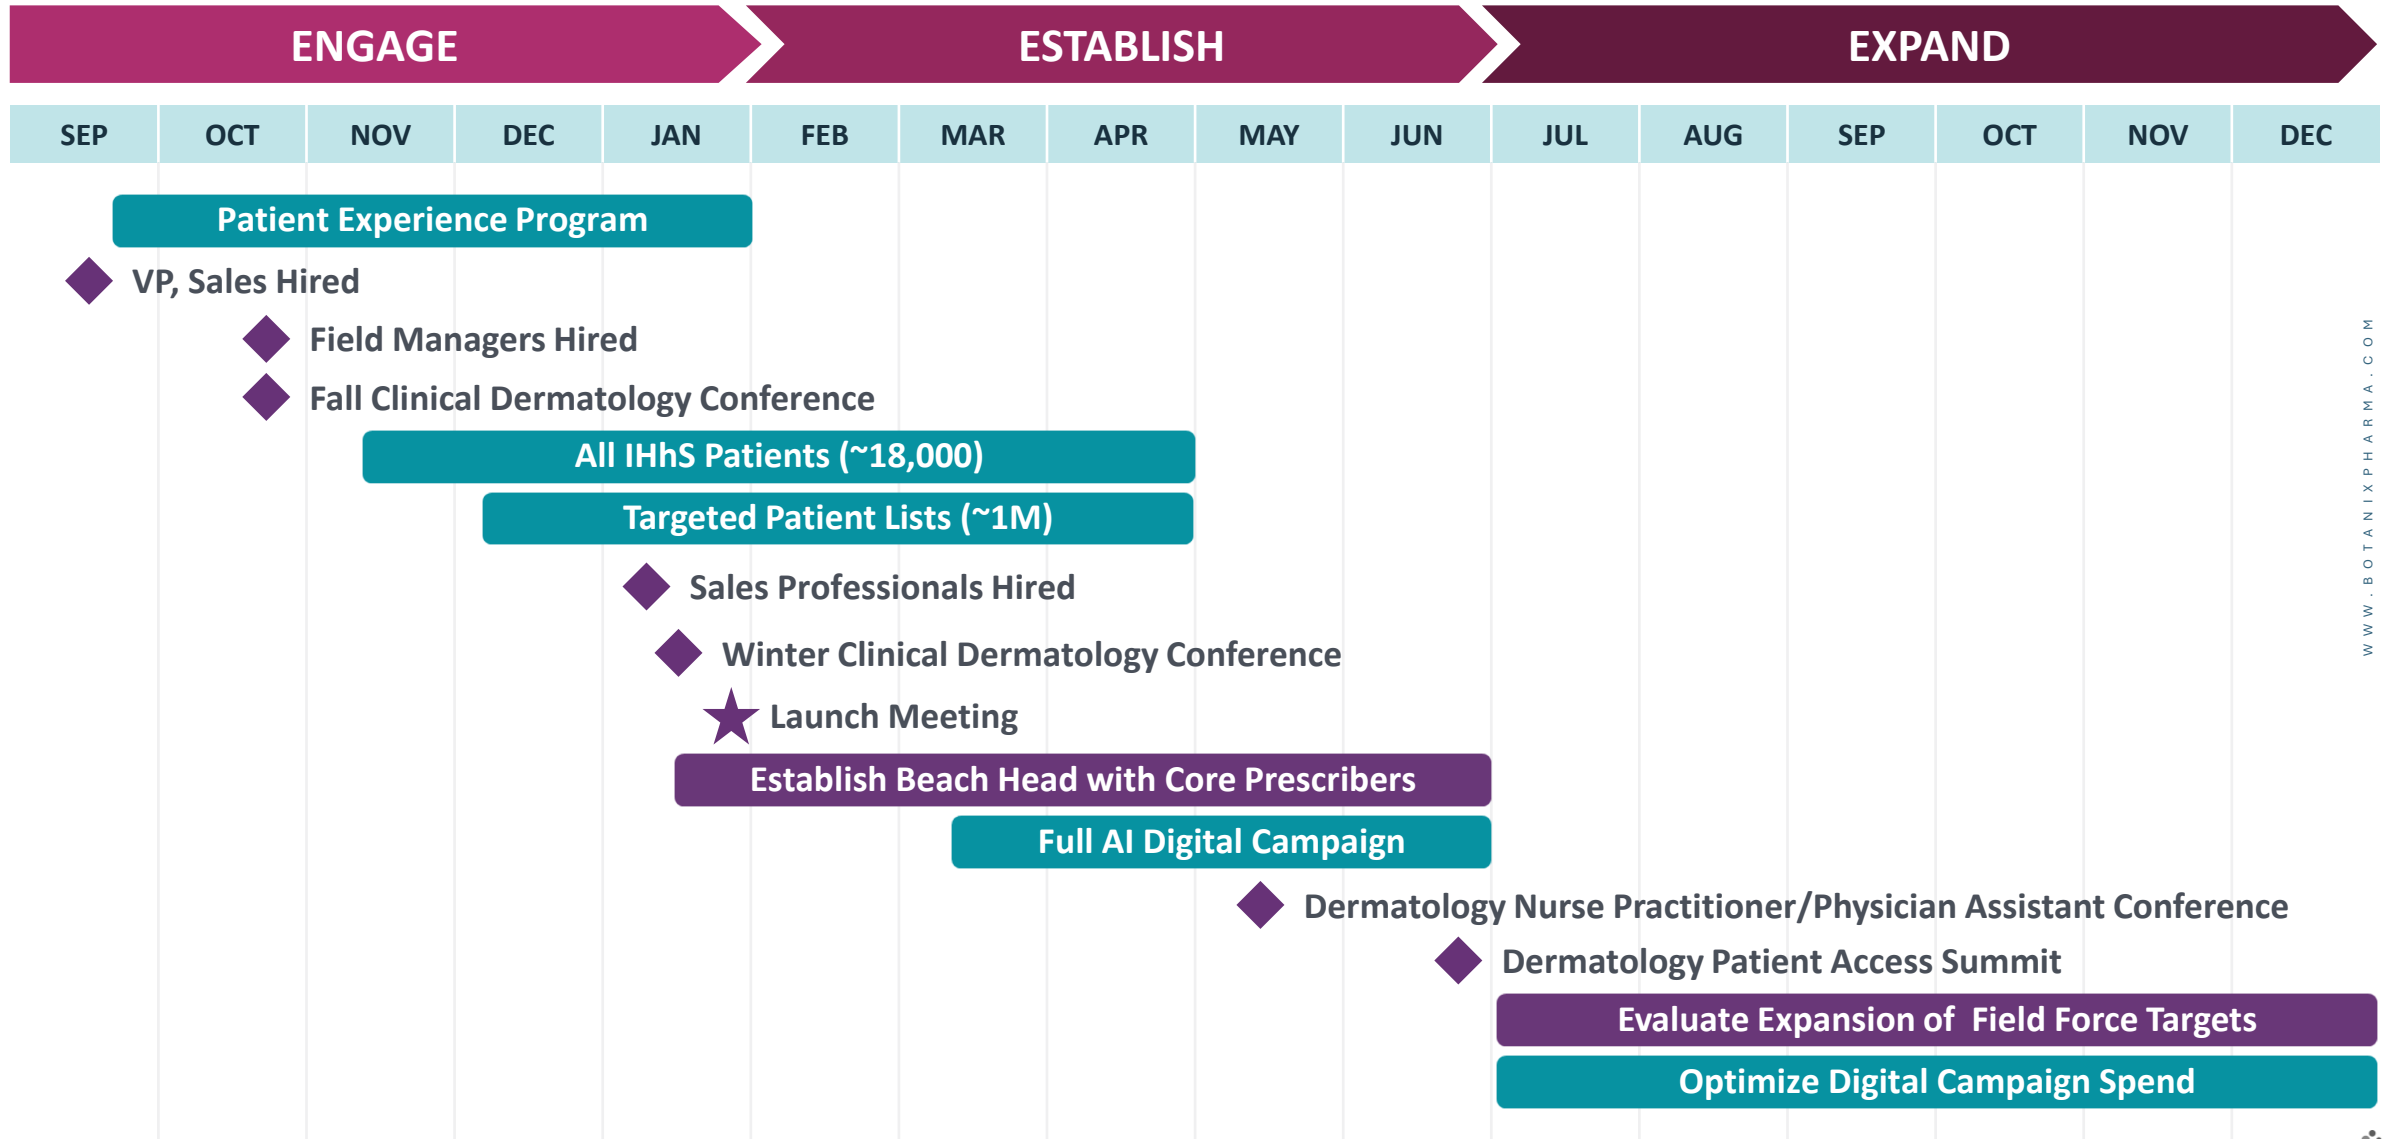 ENGAGE ESTABLISH EXPAND
SEP OCT NOV DEC JAN FEB MAR APR MAY JUN JUL AUG SEP OCT NOV DEC
Patient Experience Program
VP, Sales Hired
Field Managers Hired
Fall Clinical Dermatology Conference
All IHhS Patients (~18,000)
Targeted Patient Lists (~1M)
Sales Professionals Hired
Winter Clinical Dermatology Conference
Launch Meeting
Establish Beach Head with Core Prescribers
Full AI Digital Campaign
Dermatology Nurse Practitioner/Physician Assistant Conference
Dermatology Patient Access Summit
Evaluate Expansion of Field Force Targets
Optimize Digital Campaign Spend
WWW.BOTANIXPHARMA.COM